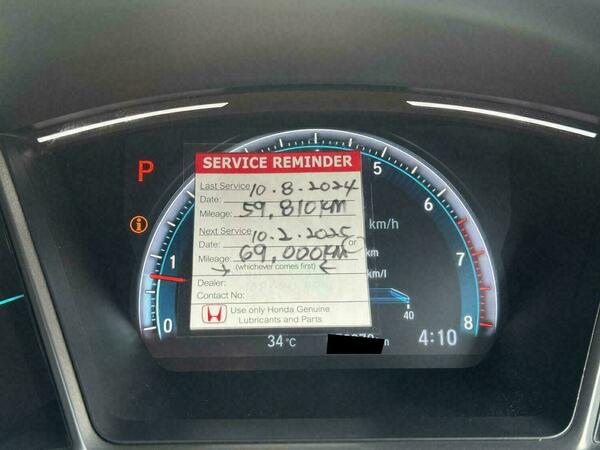 SERVICE REMINDER
Last Service
Date: 10.8.2024
Mileage: 59,810KM
Next Service
Date: 10.2.2025 or
Mileage: 69,000KM
(whichever comes first)
Dealer:
Contact No:
Use only Honda Genuine
Lubricants and Parts
P
5
6
7
8
1
0
km/h
km/l
40
34°C
4:10